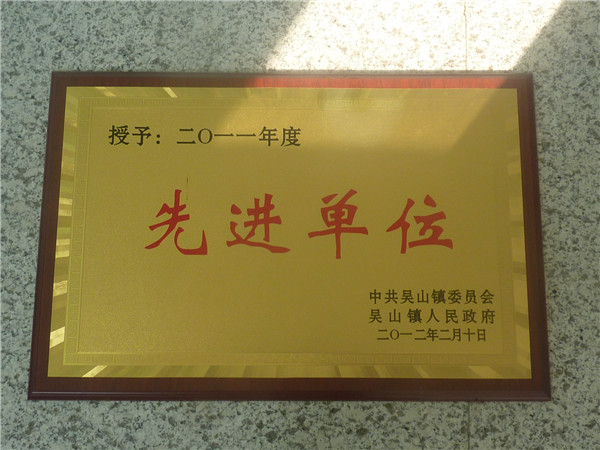 授予：二〇一一年度
先进单位
中共吴山镇委员会
吴山镇人民政府
二〇一二年二月十日